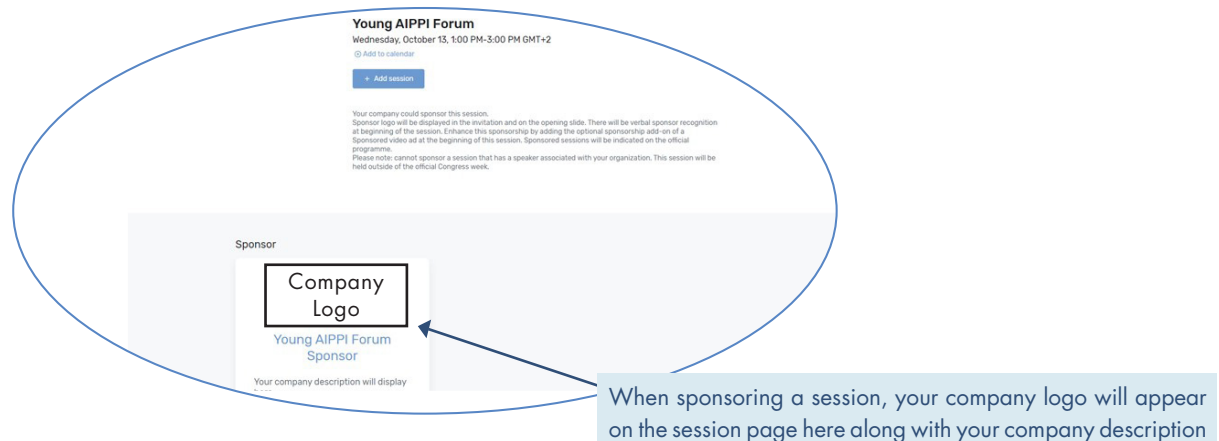 Young AIPPI Forum
Wednesday, October 13, 1:00 PM-3:00 PM GMT+2
Add to calendar
+ Add session
Your company could sponsor this session.
Sponsor logo will be displayed in the invitation and on the opening slide. There will be verbal sponsor recognition
at beginning of the session. Enhance this sponsorship by adding the optional sponsorship add-on of a
Sponsored video ad at the beginning of this session. Sponsored sessions will be indicated on the official
programme.
Please note: cannot sponsor a session that has a speaker associated with your organization. This session will be
held outside of the official Congress week.
Sponsor
Company
Logo
Young AIPPI Forum
Sponsor
Your company description will display
When sponsoring a session, your company logo will appear
on the session page here along with your company description